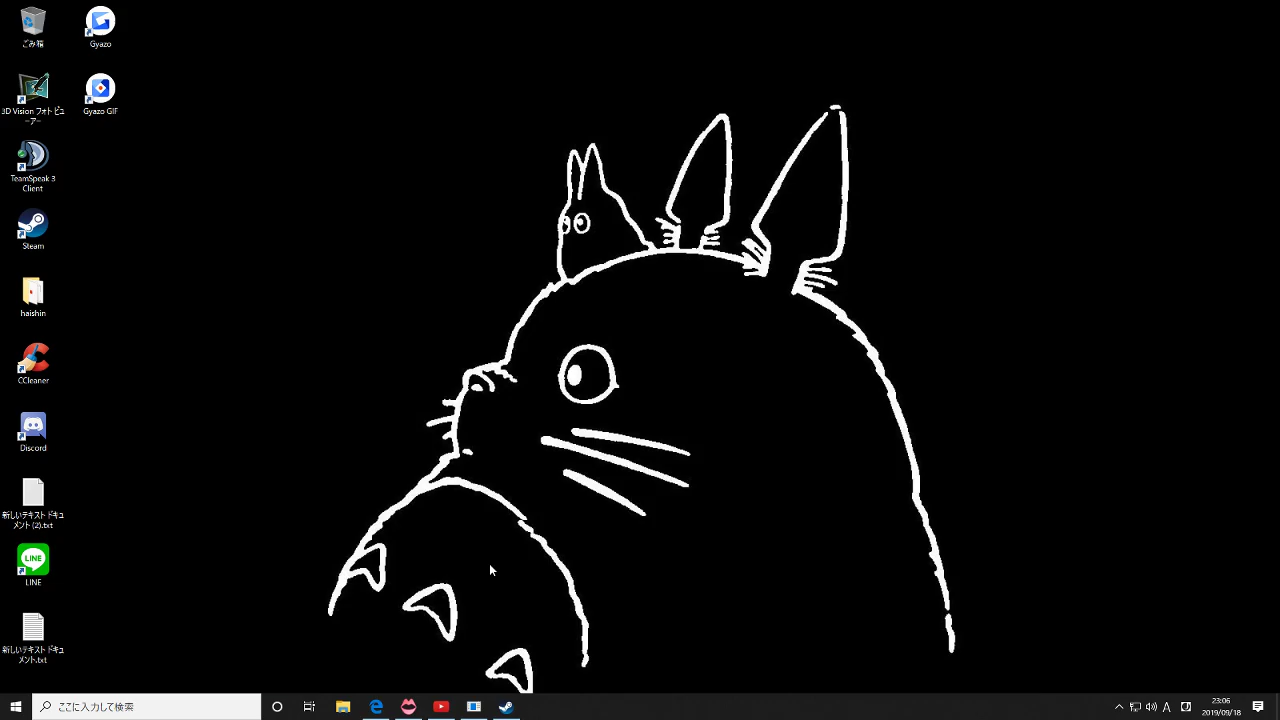 ごみ箱
Gyazo
3D Vision フォト ビュ
ーアー
Gyazo GIF
TeamSpeak 3
Client
Steam
haishin
CCleaner
Discord
新しいテキスト ドキュ
メント (2).txt
LINE
新しいテキスト ドキュ
メント.txt
ここに入力して検索
A
23:06
2019/09/18